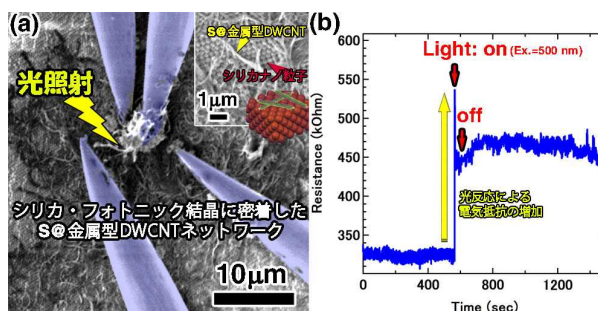 (a)
S@金属型DWCNT
シリカナノ粒子
1μm
光照射
シリカ・フォトニック結晶に密着した
S@金属型DWCNTネットワーク
10μm
(b)
Light: on (Ex.=500 nm)
off
光反応による
電気抵抗の増加
Resistance (kOhm)
600
550
500
450
400
350
0
400
800
1200
Time (sec)